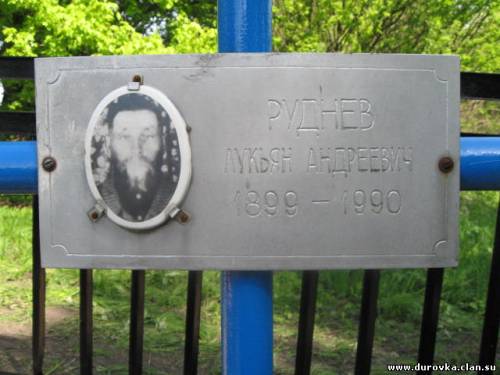 РУДНЕВ
ЛУКЬЯН АНДРЕЕВИЧ
1899 - 1990
www.durovka.clan.su